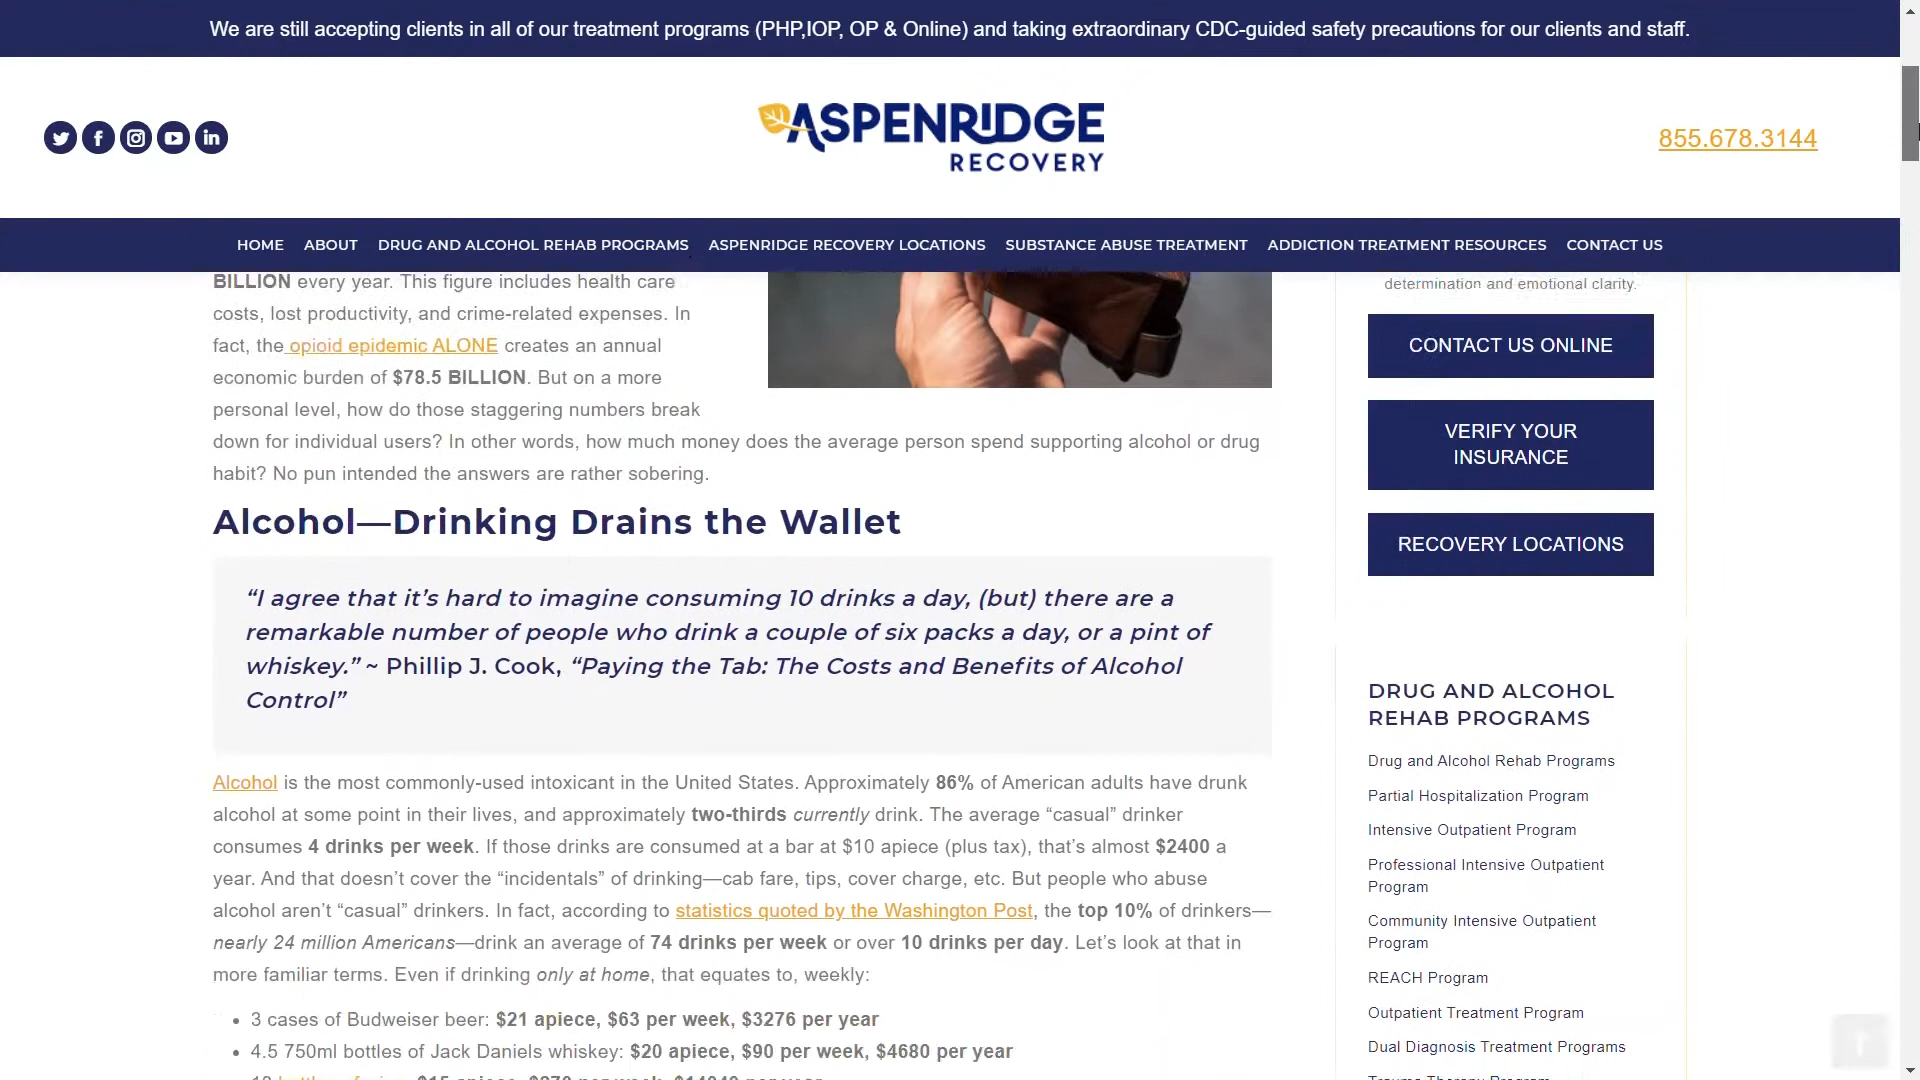 We are still accepting clients in all of our treatment programs (PHP,IOP, OP & Online) and taking extraordinary CDC-guided safety precautions for our clients and staff.
ASPENRIDGE
RECOVERY
855.678.3144
HOME ABOUT DRUG AND ALCOHOL REHAB PROGRAMS ASPENRIDGE RECOVERY LOCATIONS SUBSTANCE ABUSE TREATMENT ADDICTION TREATMENT RESOURCES CONTACT US
BILLION every year. This figure includes health care
costs, lost productivity, and crime-related expenses. In
fact, the opioid epidemic ALONE creates an annual
economic burden of $78.5 BILLION. But on a more
personal level, how do those staggering numbers break
down for individual users? In other words, how much money does the average person spend supporting alcohol or drug
habit? No pun intended the answers are rather sobering.
Alcohol—Drinking Drains the Wallet
“I agree that it’s hard to imagine consuming 10 drinks a day, (but) there are a
remarkable number of people who drink a couple of six packs a day, or a pint of
whiskey.” ~ Phillip J. Cook, “Paying the Tab: The Costs and Benefits of Alcohol
Control”
Alcohol is the most commonly-used intoxicant in the United States. Approximately 86% of American adults have drunk
alcohol at some point in their lives, and approximately two-thirds currently drink. The average “casual” drinker
consumes 4 drinks per week. If those drinks are consumed at a bar at $10 apiece (plus tax), that’s almost $2400 a
year. And that doesn’t cover the “incidentals” of drinking—cab fare, tips, cover charge, etc. But people who abuse
alcohol aren’t “casual” drinkers. In fact, according to statistics quoted by the Washington Post, the top 10% of drinkers—
nearly 24 million Americans—drink an average of 74 drinks per week or over 10 drinks per day. Let’s look at that in
more familiar terms. Even if drinking only at home, that equates to, weekly:
• 3 cases of Budweiser beer: $21 apiece, $63 per week, $3276 per year
• 4.5 750ml bottles of Jack Daniels whiskey: $20 apiece, $90 per week, $4680 per year
determination and emotional clarity.
CONTACT US ONLINE
VERIFY YOUR
INSURANCE
RECOVERY LOCATIONS
DRUG AND ALCOHOL
REHAB PROGRAMS
Drug and Alcohol Rehab Programs
Partial Hospitalization Program
Intensive Outpatient Program
Professional Intensive Outpatient
Program
Community Intensive Outpatient
Program
REACH Program
Outpatient Treatment Program
Dual Diagnosis Treatment Programs
Trauma Therapy Program